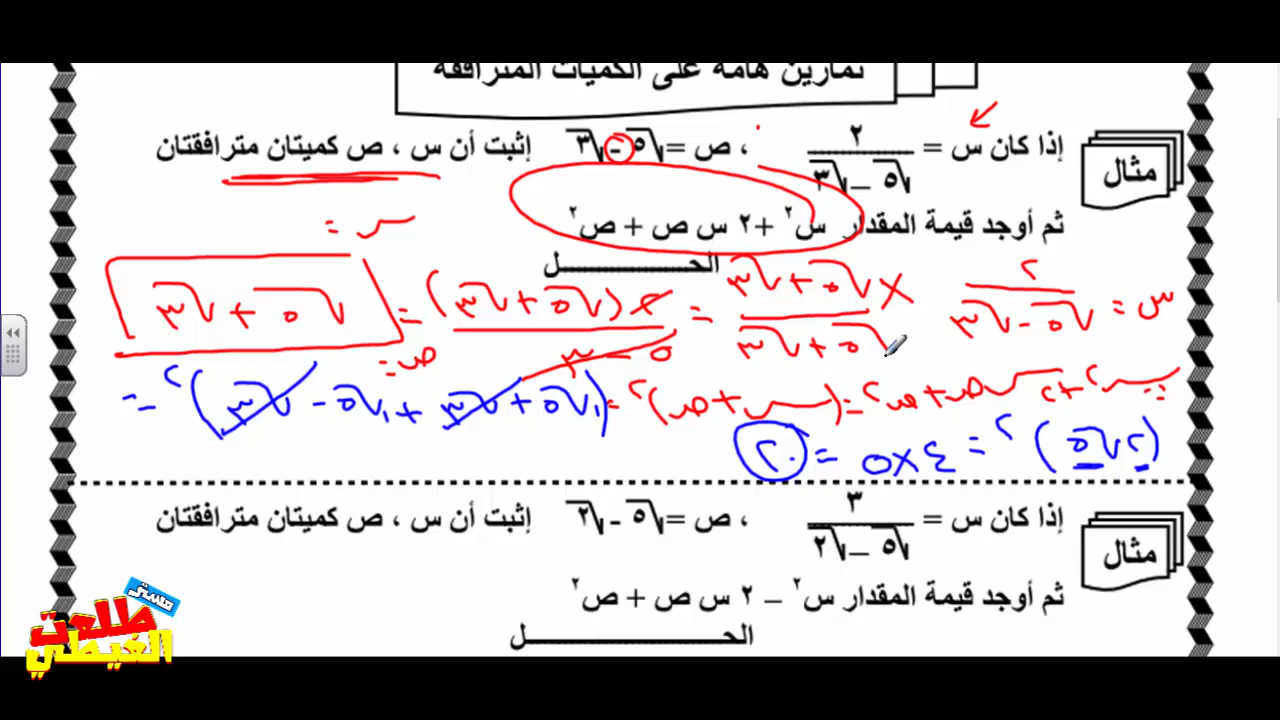 تمارين هامة على الكميات المترافقة
مثال
إذا كان س = ٢ / (√٥ – √٣) ، ص = √٥ - √٣ إثبت أن س ، ص كميتان مترافقتان
ثم أوجد قيمة المقدار س٢ + ٢ س ص + ص٢
س =
الحـــــــــل
س = ٢ / (√٥ - √٣) × (√٥ + √٣) / (√٥ + √٣) = ٢(√٥ + √٣) / (٥ - ٣) = √٥ + √٣
ص =
س٢ + ٢ س ص + ص٢ = (س + ص)٢ = (√٥ + √٣ + √٥ - √٣)٢ =
(٢√٥)٢ = ٤ × ٥ = ٢٠
مثال
إذا كان س = ٣ / (√٥ – √٢) ، ص = √٥ - √٢ إثبت أن س ، ص كميتان مترافقتان
ثم أوجد قيمة المقدار س٢ – ٢ س ص + ص٢
الحـــــــــل
مستر
طلعت
الغيطي